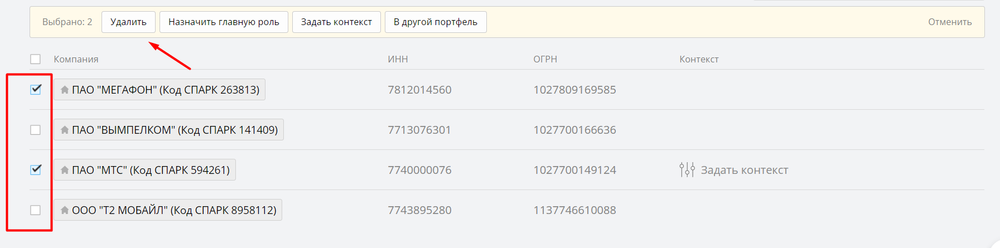 Выбрано: 2 Удалить Назначить главную роль Задать контекст В другой портфель Отменить
Компания ИНН ОГРН Контекст
ПАО "МЕГАФОН" (Код СПАРК 263813) 7812014560 1027809169585
ПАО "ВЫМПЕЛКОМ" (Код СПАРК 141409) 7713076301 1027700166636
ПАО "МТС" (Код СПАРК 594261) 7740000076 1027700149124 Задать контекст
ООО "Т2 МОБАЙЛ" (Код СПАРК 8958112) 7743895280 1137746610088